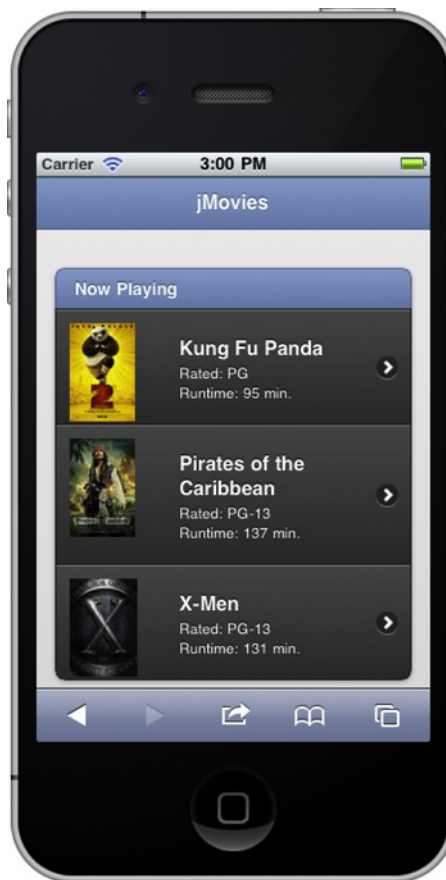 Carrier
3:00 PM
jMovies
Now Playing
2
Kung Fu Panda
Rated: PG
Runtime: 95 min.
Pirates of the
Caribbean
Rated: PG-13
Runtime: 137 min.
X
X-Men
Rated: PG-13
Runtime: 131 min.